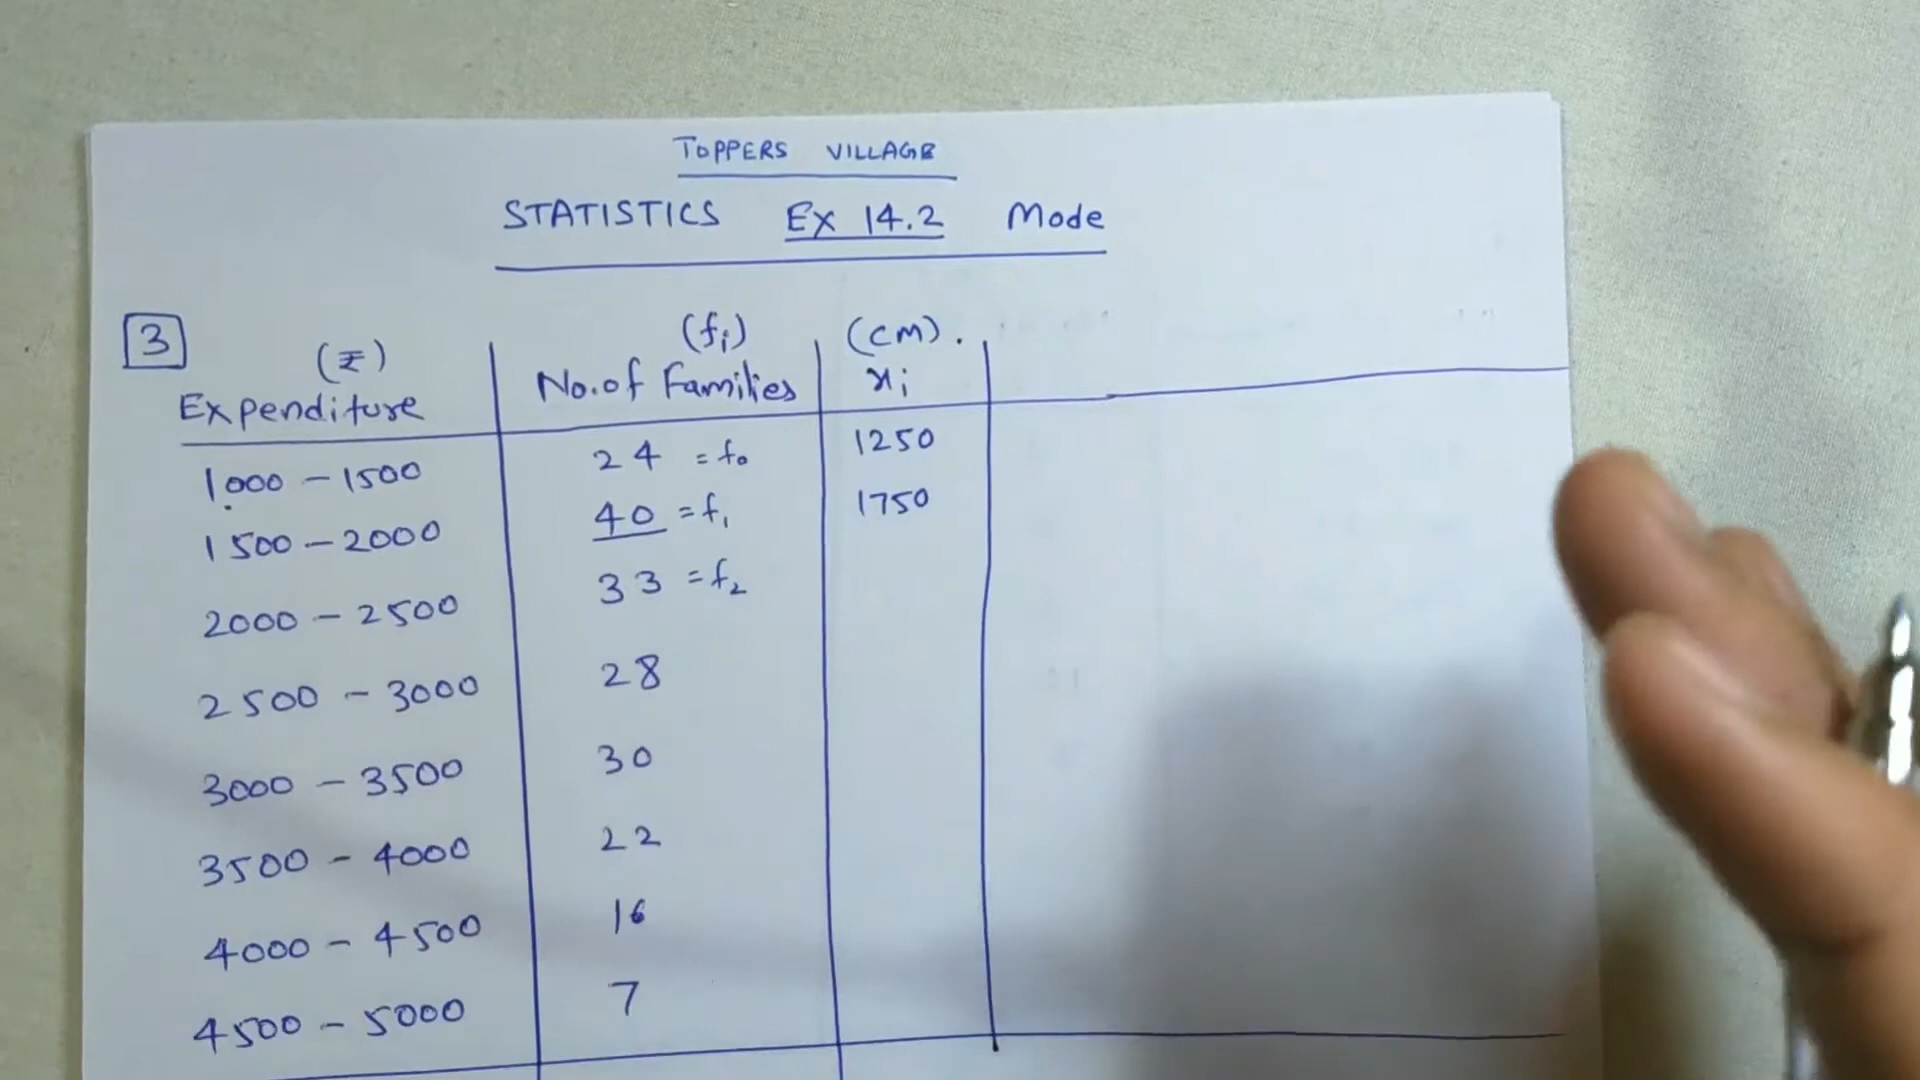 TOPPERS VILLAGE
STATISTICS Ex 14.2 Mode
3 (₹) (fi) (cm).
Expenditure No. of Families xi
1000 - 1500 24 = f₀ 1250
1500 - 2000 40 = f₁ 1750
2000 - 2500 33 = f₂
2500 - 3000 28
3000 - 3500 30
3500 - 4000 22
4000 - 4500 16
4500 - 5000 7